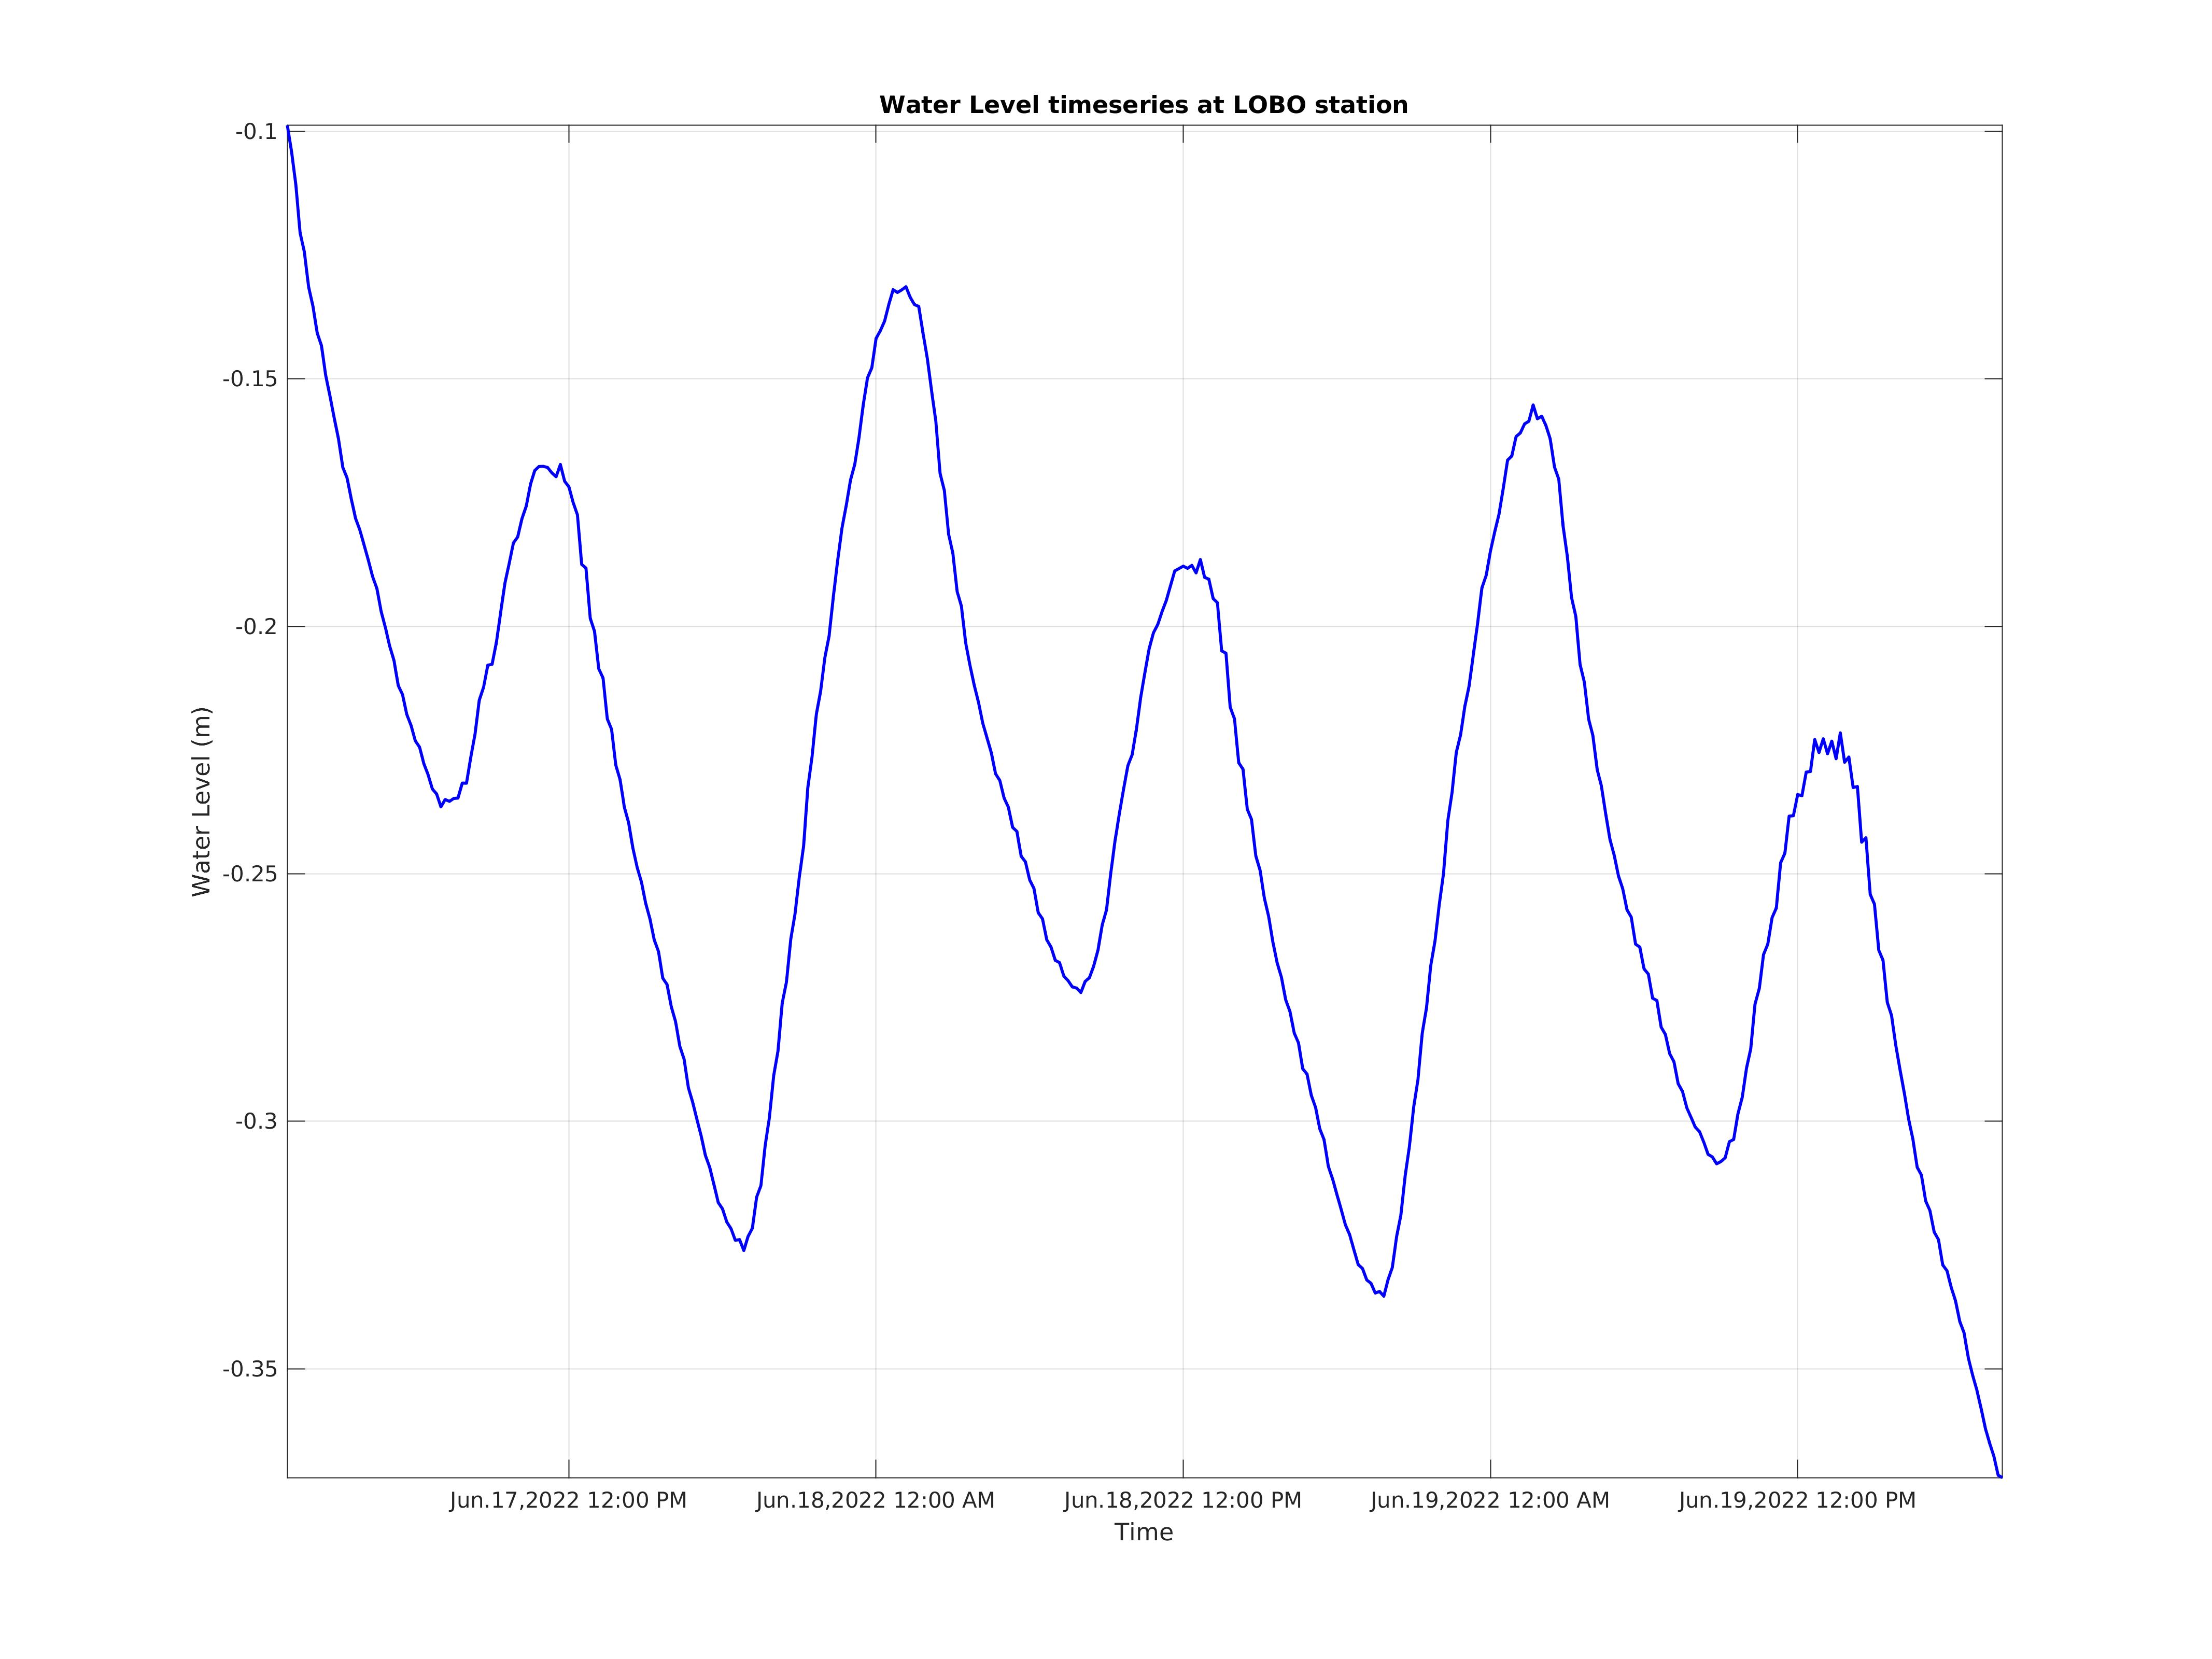 Water Level timeseries at LOBO station
-0.1
-0.15
-0.2
-0.25
-0.3
-0.35
Water Level (m)
Jun.17,2022 12:00 PM
Jun.18,2022 12:00 AM
Jun.18,2022 12:00 PM
Jun.19,2022 12:00 AM
Jun.19,2022 12:00 PM
Time